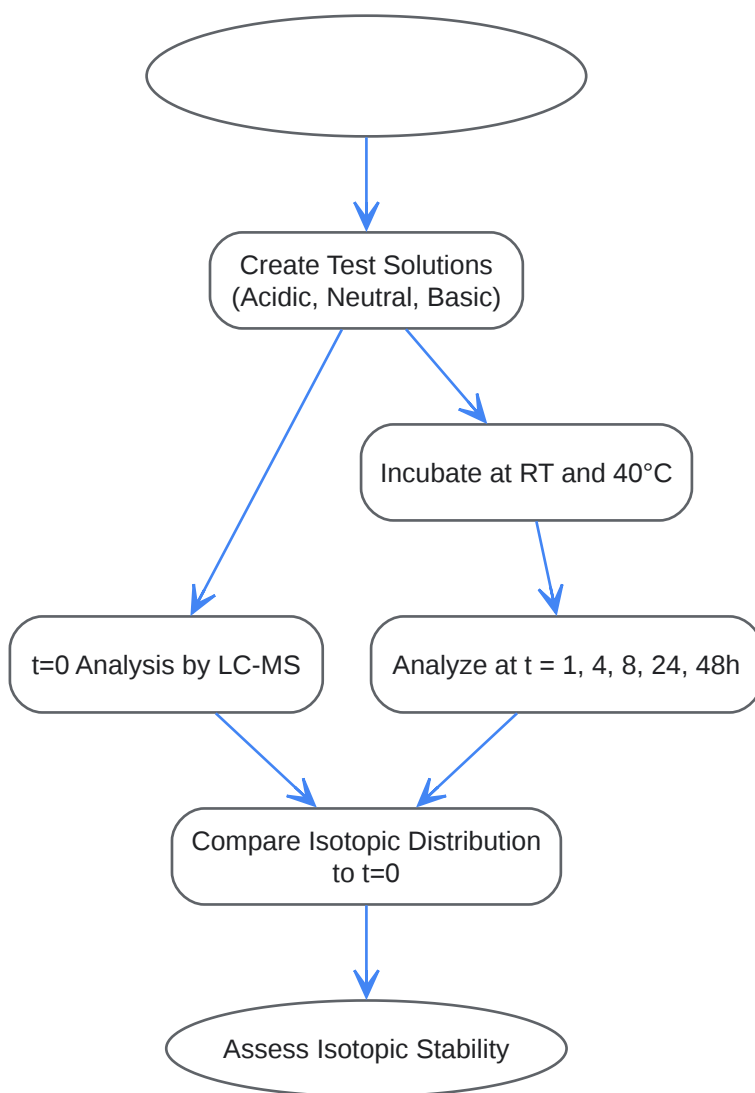 Create Test Solutions
(Acidic, Neutral, Basic)
Incubate at RT and 40°C
t=0 Analysis by LC-MS
Analyze at t = 1, 4, 8, 24, 48h
Compare Isotopic Distribution
to t=0
Assess Isotopic Stability